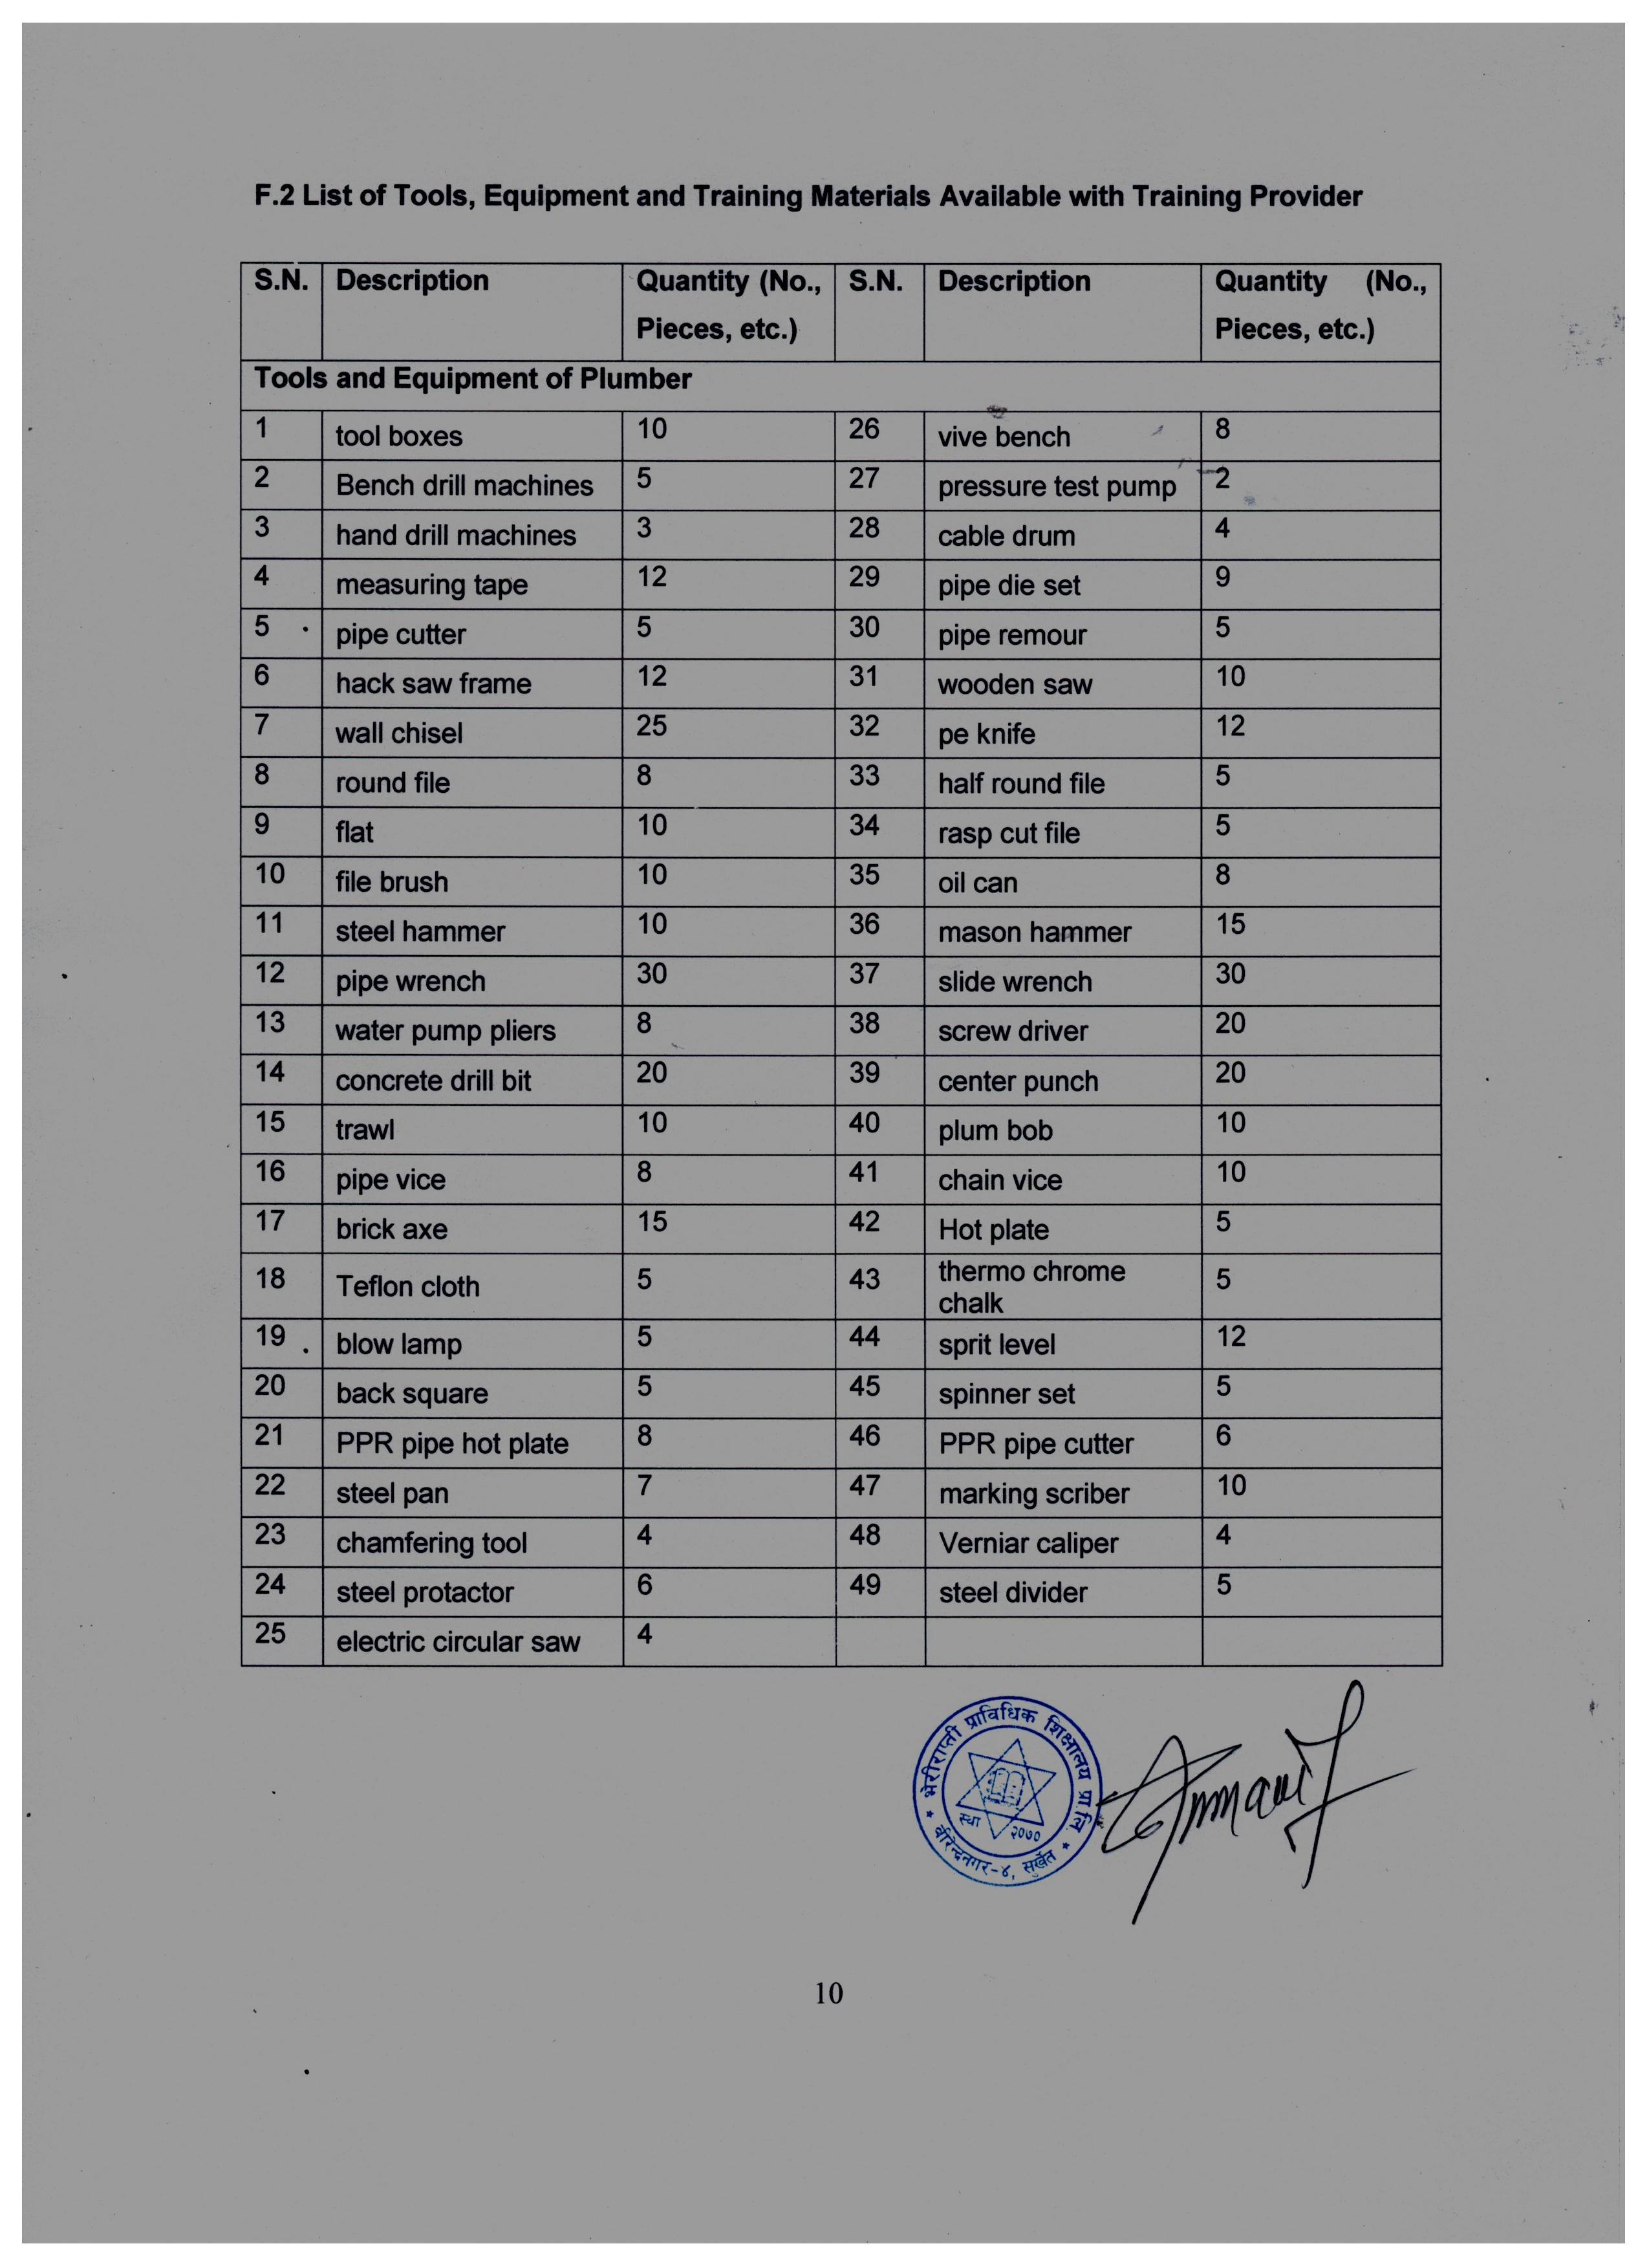 F.2 List of Tools, Equipment and Training Materials Available with Training Provider
S.N. Description Quantity (No., Pieces, etc.) S.N. Description Quantity (No., Pieces, etc.)
Tools and Equipment of Plumber
1 tool boxes 10 26 vive bench 8
2 Bench drill machines 5 27 pressure test pump 2
3 hand drill machines 3 28 cable drum 4
4 measuring tape 12 29 pipe die set 9
5 pipe cutter 5 30 pipe remour 5
6 hack saw frame 12 31 wooden saw 10
7 wall chisel 25 32 pe knife 12
8 round file 8 33 half round file 5
9 flat 10 34 rasp cut file 5
10 file brush 10 35 oil can 8
11 steel hammer 10 36 mason hammer 15
12 pipe wrench 30 37 slide wrench 30
13 water pump pliers 8 38 screw driver 20
14 concrete drill bit 20 39 center punch 20
15 trawl 10 40 plum bob 10
16 pipe vice 8 41 chain vice 10
17 brick axe 15 42 Hot plate 5
18 Teflon cloth 5 43 thermo chrome chalk 5
19 blow lamp 5 44 sprit level 12
20 back square 5 45 spinner set 5
21 PPR pipe hot plate 8 46 PPR pipe cutter 6
22 steel pan 7 47 marking scriber 10
23 chamfering tool 4 48 Verniar caliper 4
24 steel protactor 6 49 steel divider 5
25 electric circular saw 4
भेरीराप्ती प्राविधिक शिक्षालय प्रा.लि.
स्था २०७०
वीरेन्द्रनगर-४, सुर्खेत
10